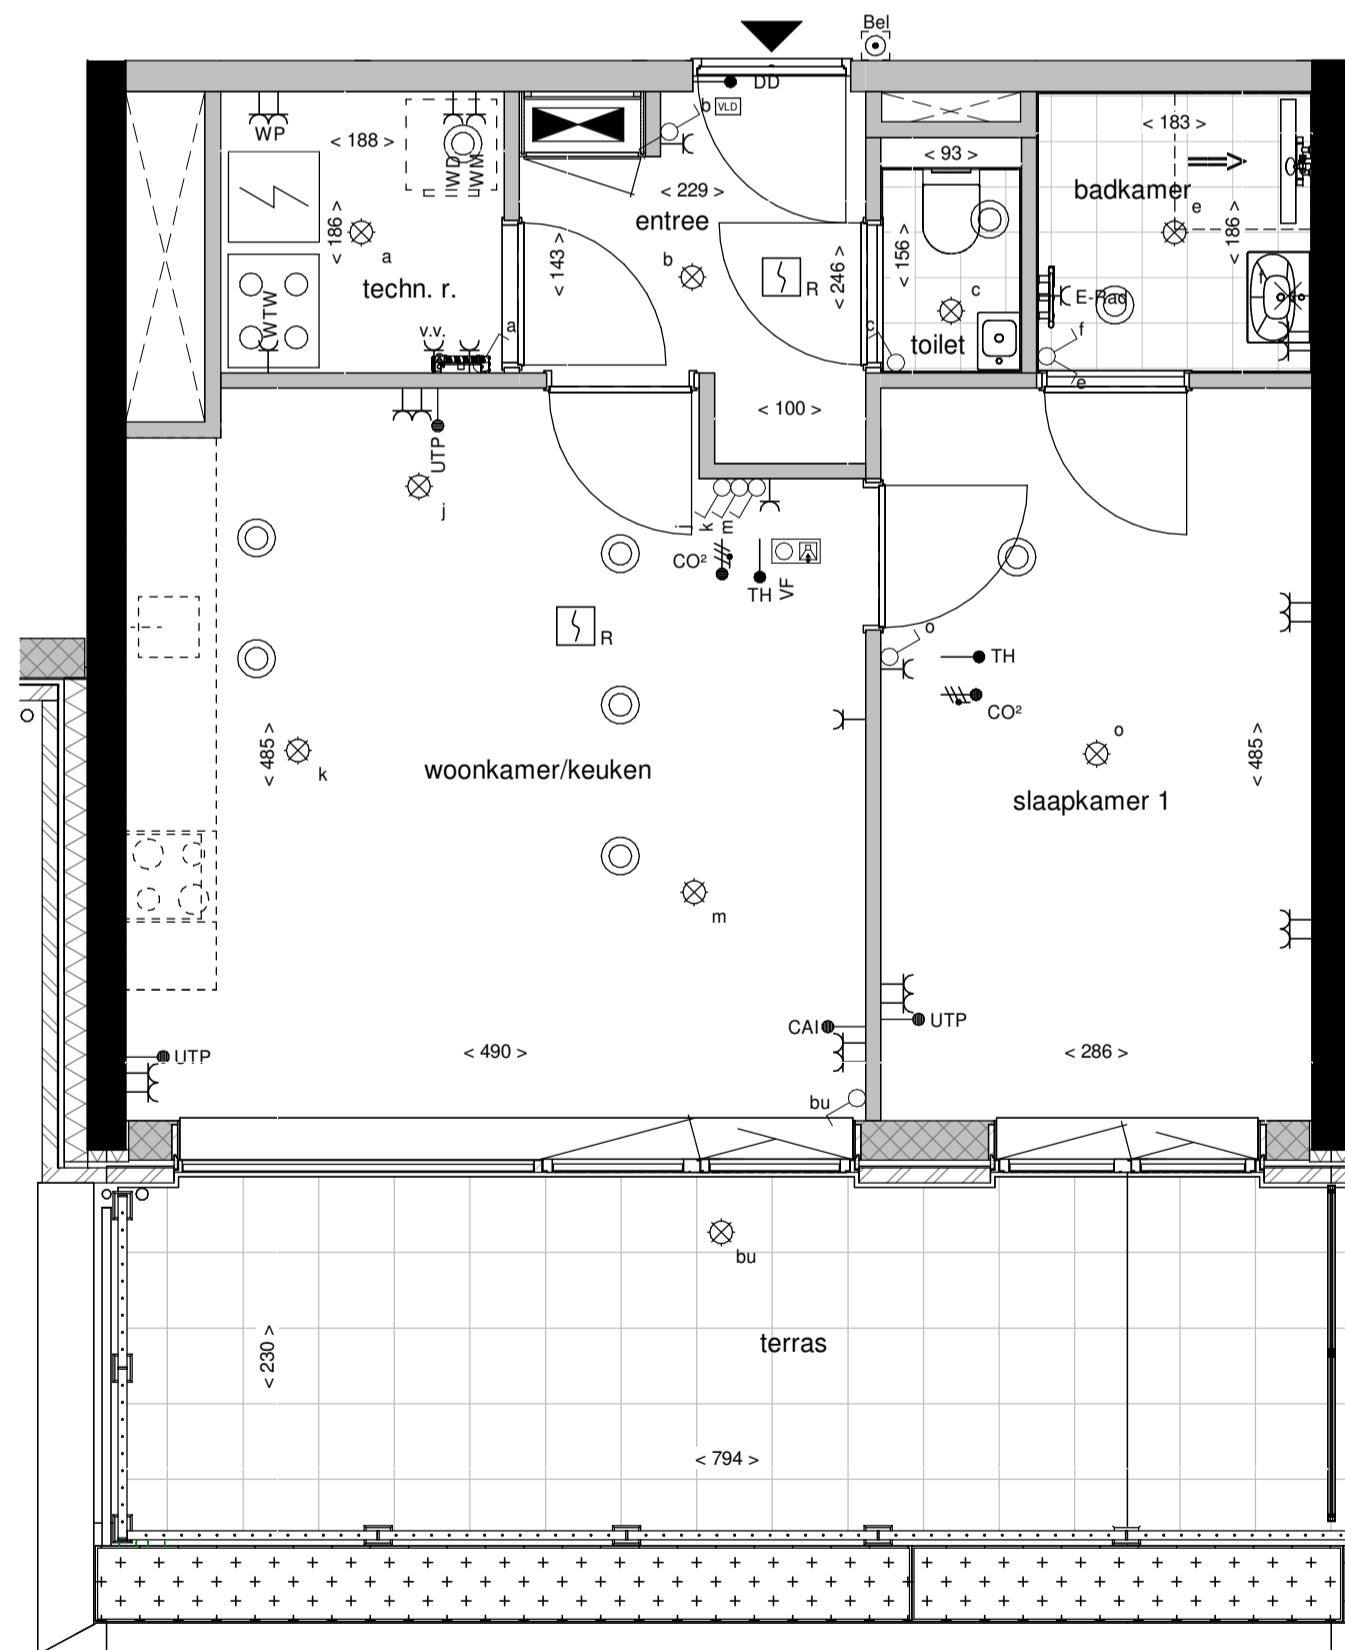 Bel
DD
b
VLD
WP
< 188 >
WD
WM
< 183 >
< 93 >
badkamer
e
< 229 >
entree
< 186 >
a
techn. r.
< 143 >
b
R
< 246 >
< 156 >
c
< 186 >
f
E-Rad
WTW
v.v.
a
c
toilet
f
e
< 100 >
UTP
j
j
k
m
CO²
TH
VF
R
o
TH
CO²
o
< 485 >
k
woonkamer/keuken
slaapkamer 1
< 485 >
m
CAI
UTP
UTP
< 490 >
< 286 >
bu
bu
terras
< 230 >
< 794 >